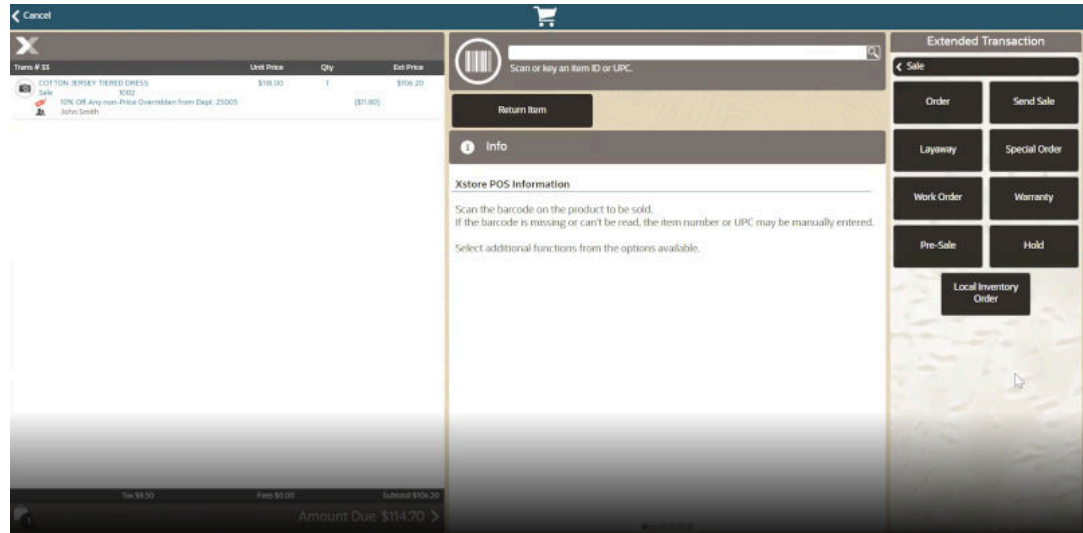 Cancel
Trans # 33
Unit Price
Qty
Ext Price
COTTON JERSEY TIERED DRESS
$118.00
1
$106.20
Sale
1002
10% Off Any non-Price Overridden from Dept. 25005
($11.80)
John Smith
Tax $8.50
Fees $0.00
Subtotal $106.20
Amount Due $114.70
Scan or key an item ID or UPC.
Return Item
Info
Xstore POS Information
Scan the barcode on the product to be sold.
If the barcode is missing or can't be read, the item number or UPC may be manually entered.
Select additional functions from the options available.
Extended Transaction
Sale
Order
Send Sale
Layaway
Special Order
Work Order
Warranty
Pre-Sale
Hold
Local Inventory
Order